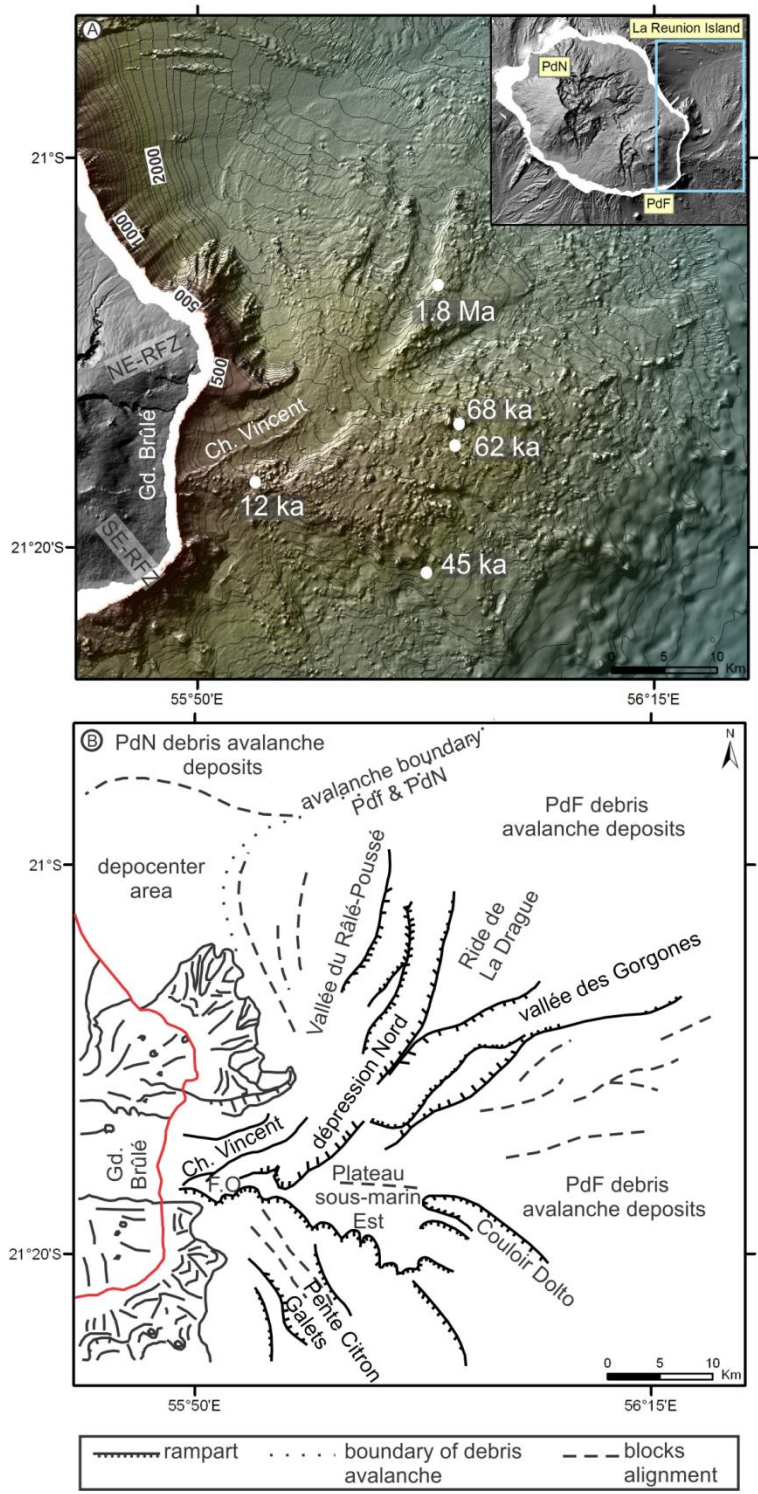 A
La Reunion Island
PdN
PdF
21°S
2000
1000
500
500
1.8 Ma
NE-RFZ
Gd. Brûlé
Ch. Vincent
68 ka
62 ka
12 ka
SE-RFZ
45 ka
21°20
0 5 10
Km
55°50'E
56°15'E
B
PdN debris avalanche
deposits
N
avalanche boundary
Pdf & PdN
PdF debris
avalanche deposits
21°S
depocenter
area
Vallée du Râlé-Poussé
Ride de
La Drague
vallée des Gorgones
dépression Nord
Ch. Vincent
Gd.
Brûlé
F.O
Plateau
sous-marin
Est
PdF debris
avalanche deposits
Couloir Dolto
21°20
Pente Citron
Galets
0 5 10
Km
55°50'E
56°15'E
rampart
boundary of debris
avalanche
blocks
alignment